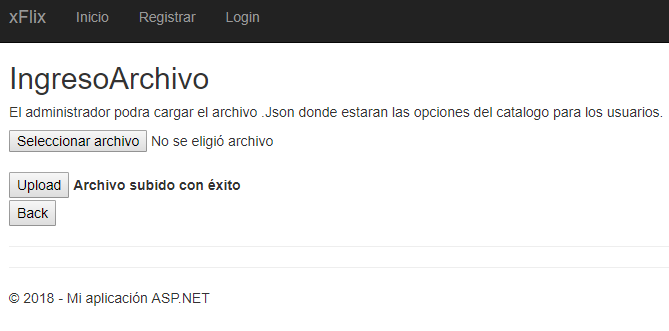 xFlix Inicio Registrar Login
IngresoArchivo
El administrador podra cargar el archivo .Json donde estaran las opciones del catalogo para los usuarios.
Seleccionar archivo No se eligió archivo
Upload Archivo subido con éxito
Back
© 2018 - Mi aplicación ASP.NET